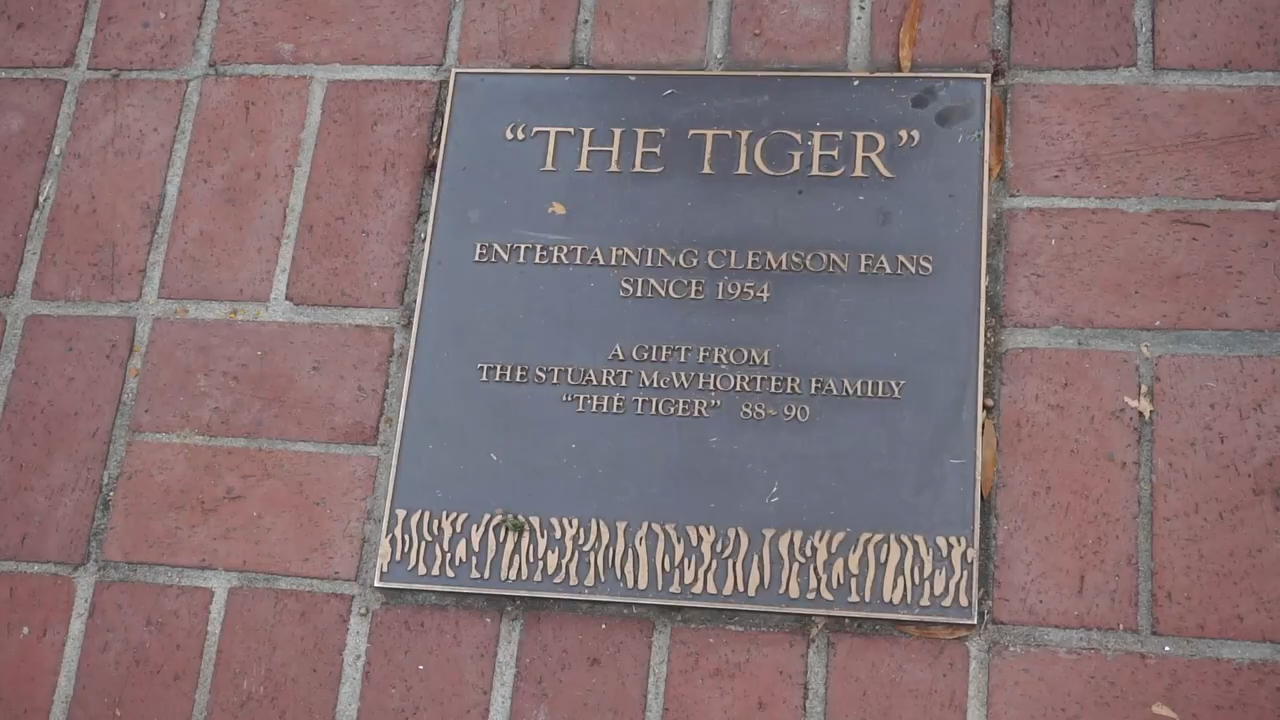 “THE TIGER”
ENTERTAINING CLEMSON FANS
SINCE 1954
A GIFT FROM
THE STUART McWHORTER FAMILY
“THE TIGER” 88-90